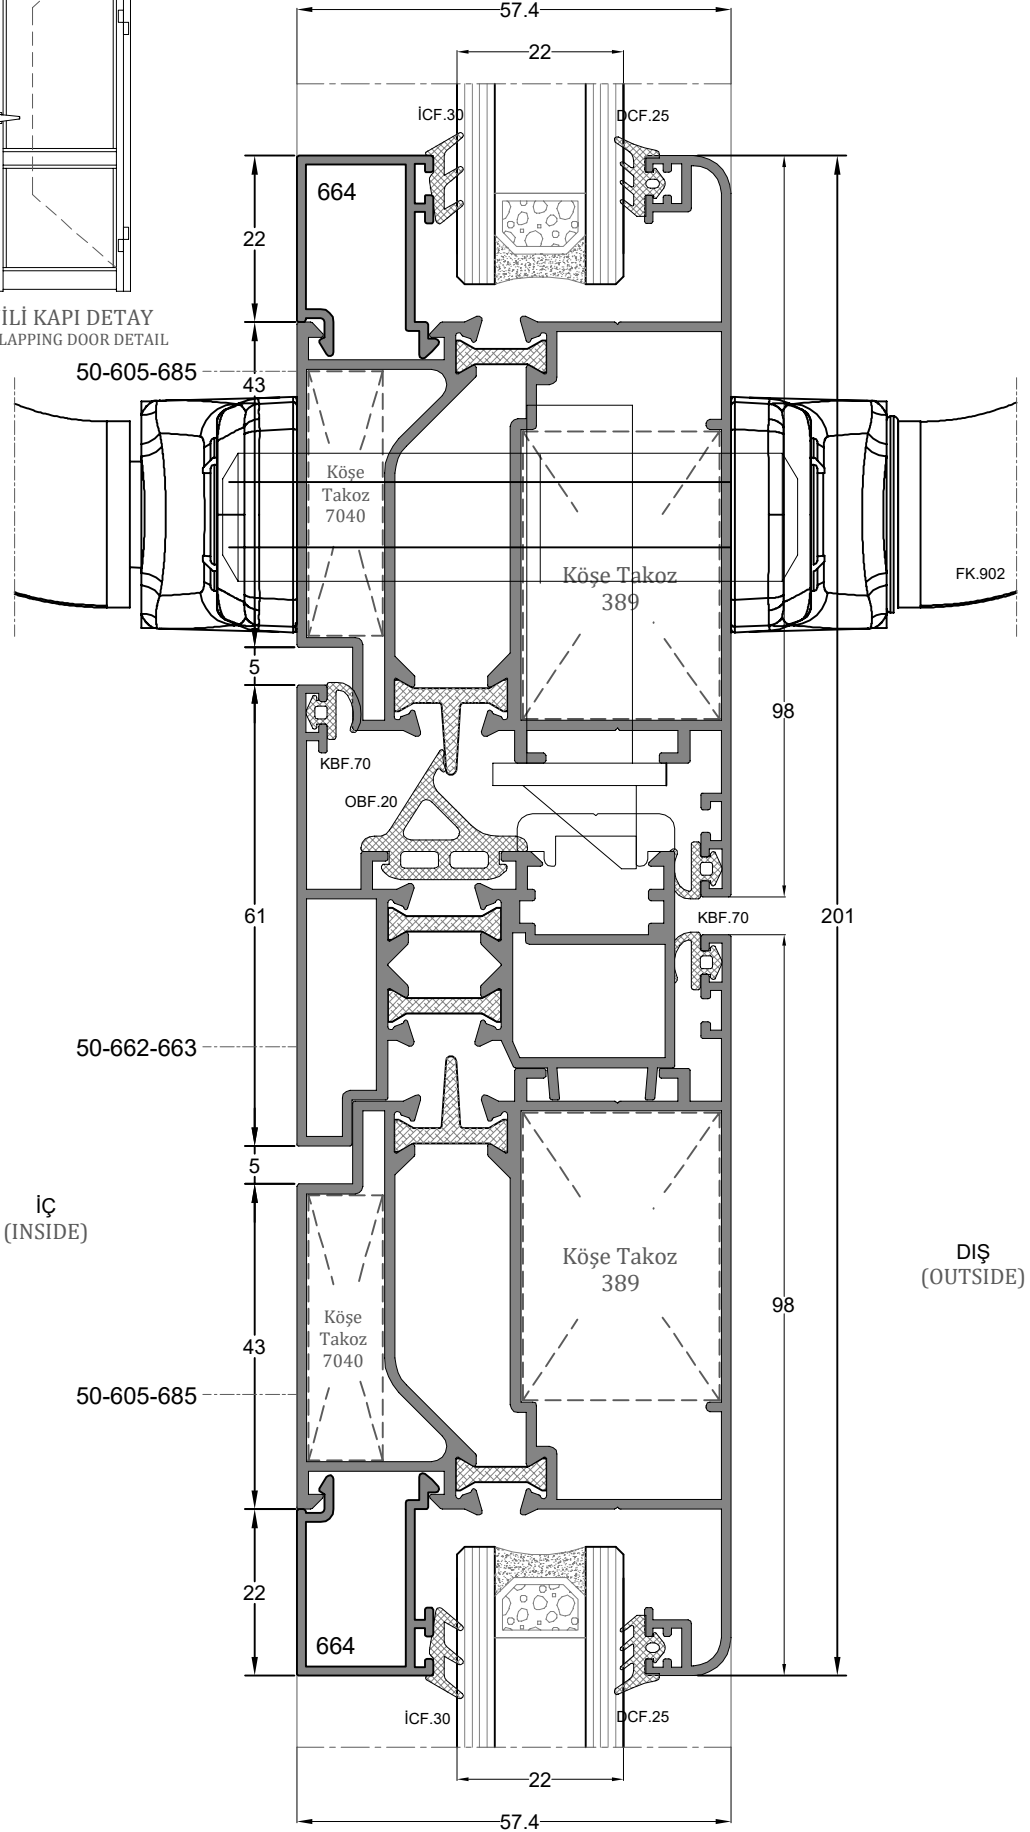 57.4
22
İCF.30
DCF.25
664
22
İLİ KAPI DETAY
LAPPING DOOR DETAIL
50-605-685
43
Köşe
Takoz
7040
Köşe Takoz
389
FK.902
5
98
KBF.70
OBF.20
61
KBF.70
201
50-662-663
5
İÇ
(INSIDE)
DIŞ
(OUTSIDE)
Köşe Takoz
389
98
Köşe
Takoz
7040
43
50-605-685
22
664
İCF.30
DCF.25
22
57.4